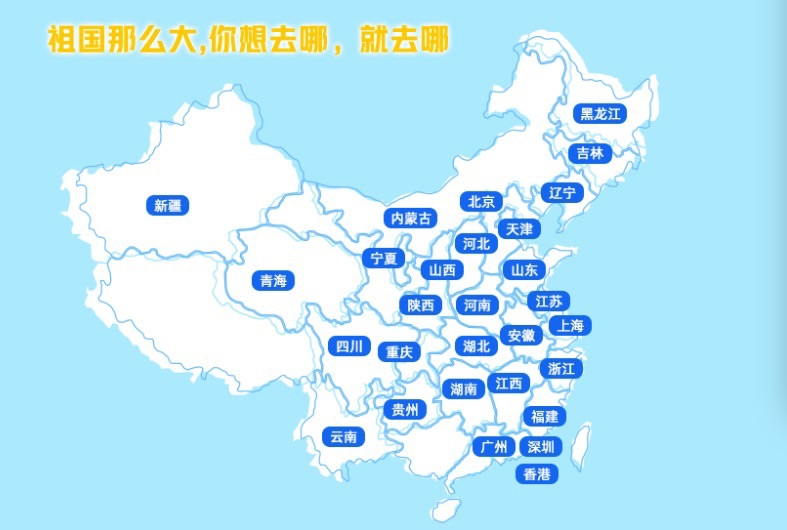 祖国那么大,你想去哪，就去哪
黑龙江
吉林
辽宁
北京
新疆
内蒙古
天津
河北
宁夏
山西
山东
青海
陕西
河南
江苏
上海
安徽
四川
重庆
湖北
浙江
湖南
江西
贵州
福建
云南
广州
深圳
香港